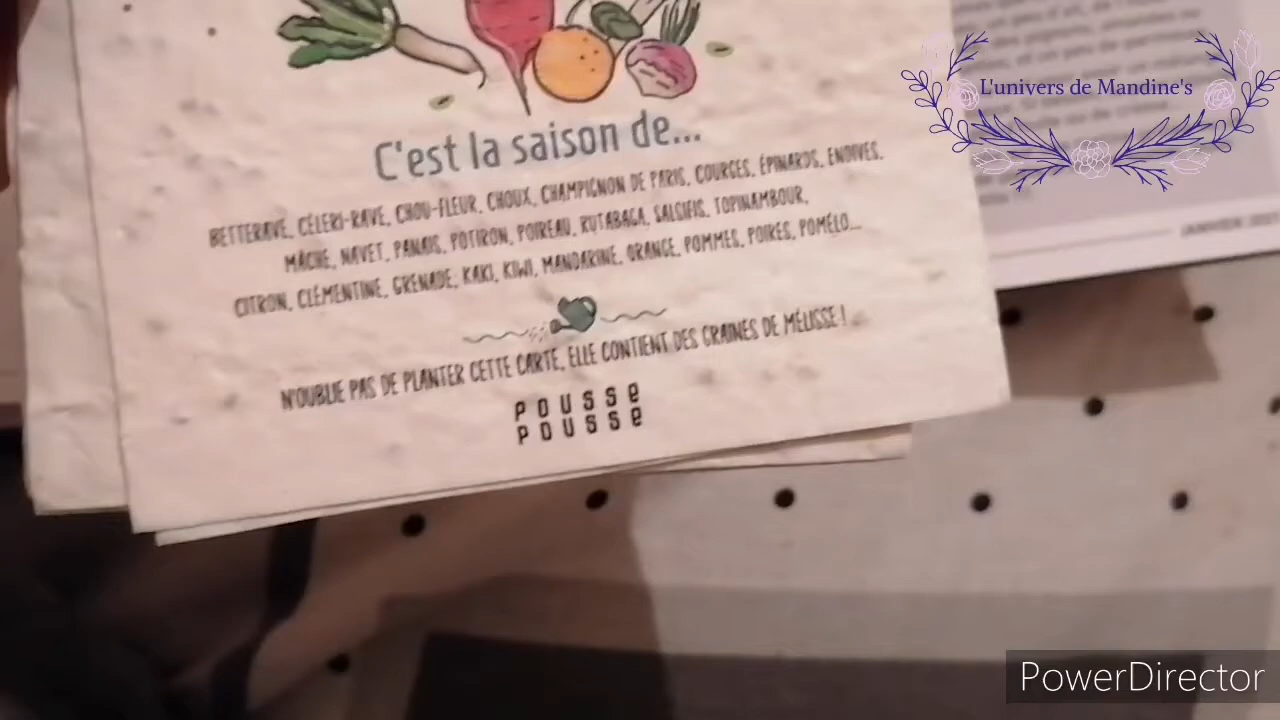 L'univers de Mandine's
C'est la saison de...
BETTERAVE, CÉLERI-RAVE, CHOU-FLEUR, CHOUX, CHAMPIGNON DE PARIS, COURGES, ÉPINARDS, ENDIVES,
MÂCHE, NAVET, PANAIS, POTIRON, POIREAU, RUTABAGA, SALSIFIS, TOPINAMBOUR,
CITRON, CLÉMENTINE, GRENADE, KAKI, KIWI, MANDARINE, ORANGE, POMMES, POIRES, POMÉLO...
N'OUBLIE PAS DE PLANTER CETTE CARTE, ELLE CONTIENT DES GRAINES DE MÉLISSE !
POUSSE
POUSSE
PowerDirector